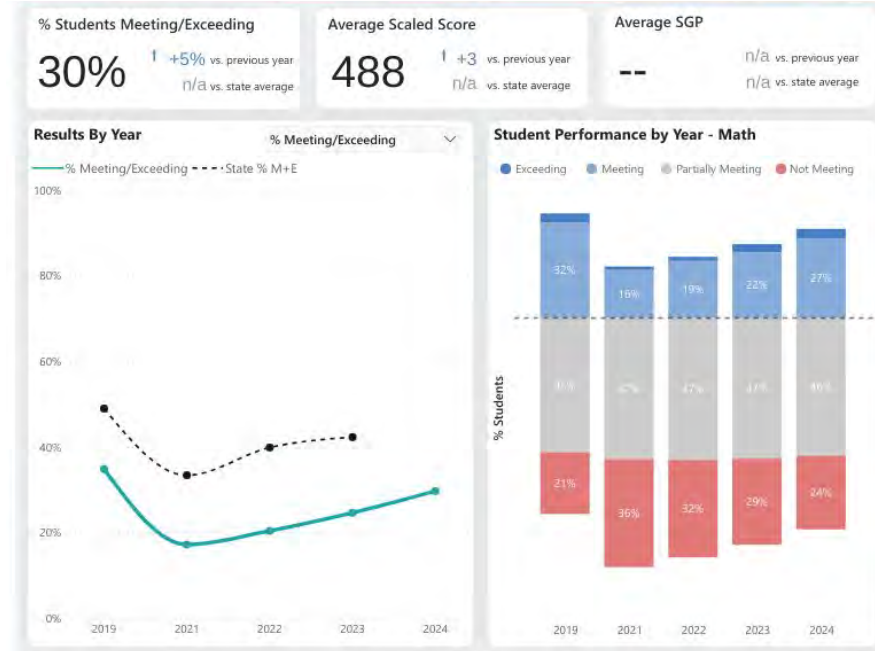 % Students Meeting/Exceeding
30%
+5% vs. previous year
n/a vs. state average
Average Scaled Score
488
+3 vs. previous year
n/a vs. state average
Average SGP
--
n/a vs. previous year
n/a vs. state average
Results By Year
% Meeting/Exceeding
% Meeting/Exceeding
State % M+E
100%
80%
60%
40%
20%
0%
2019 2021 2022 2023 2024
Student Performance by Year - Math
Exceeding Meeting Partially Meeting Not Meeting
% Students
32% 16% 19% 22% 27%
47% 47% 46%
21% 36% 32% 29% 24%
2019 2021 2022 2023 2024